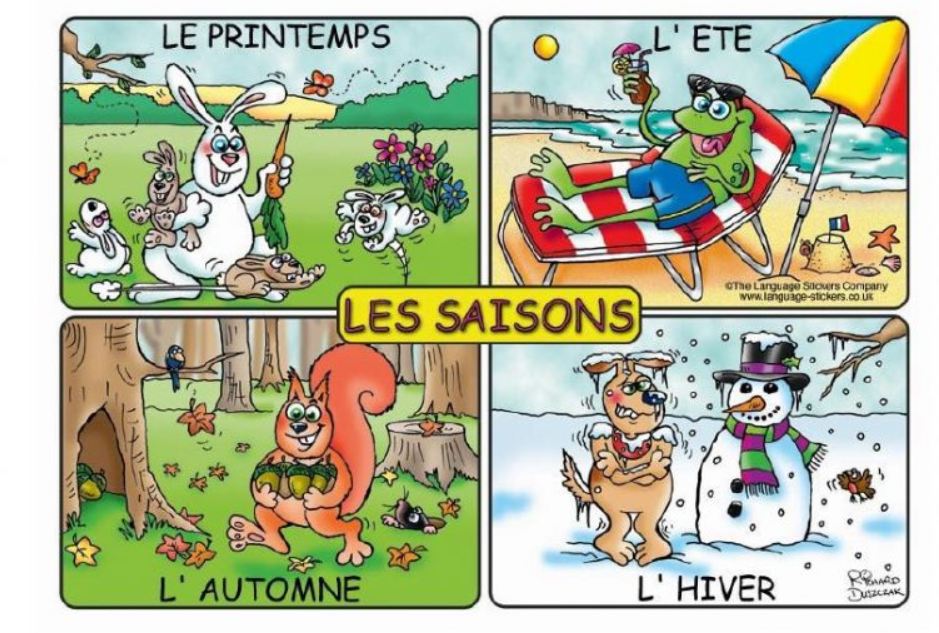 LE PRINTEMPS
L' ETE
©The Language Stickers Company
www.language-stickers.co.uk
LES SAISONS
L' AUTOMNE
L' HIVER
RICHARD
DUSZCZAK